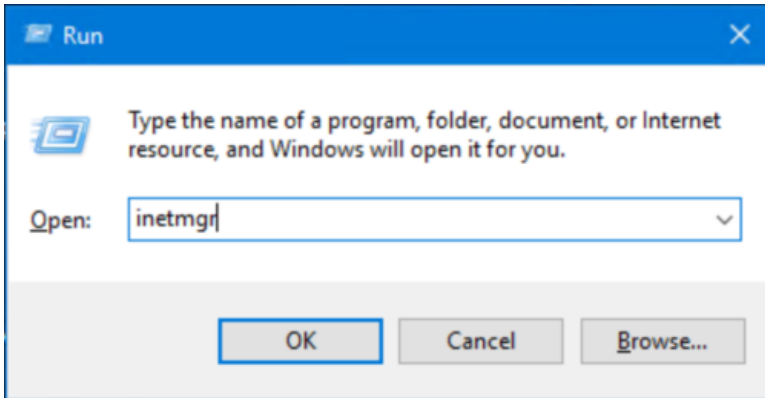 Run
Type the name of a program, folder, document, or Internet
resource, and Windows will open it for you.
Open: inetmgr
OK Cancel Browse...